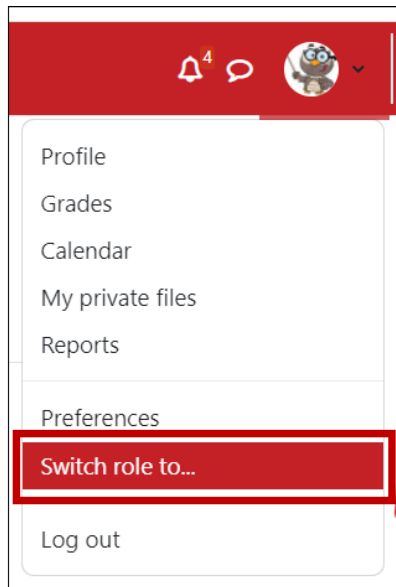 4
Profile
Grades
Calendar
My private files
Reports
Preferences
Switch role to...
Log out